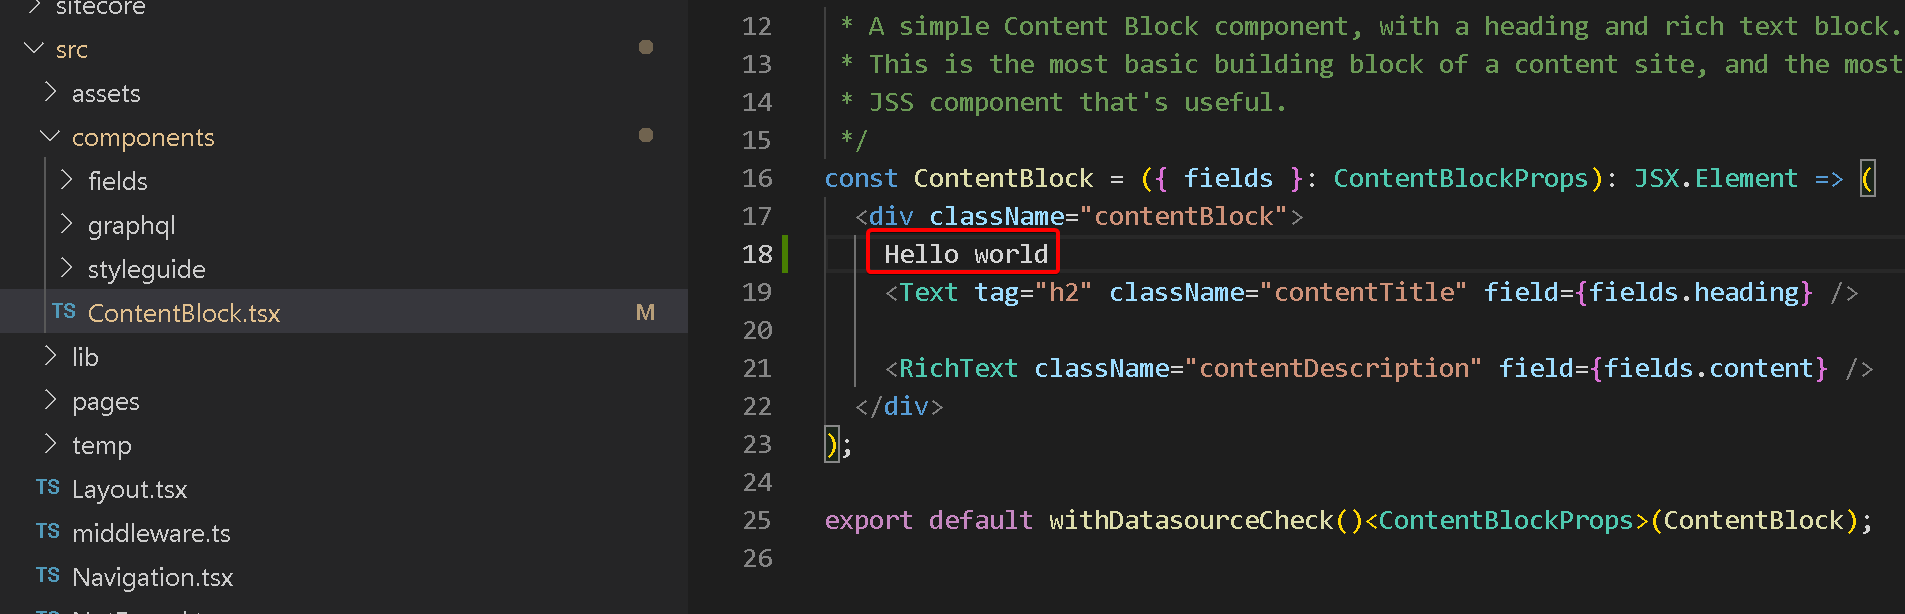 sitecore
src
assets
components
fields
graphql
styleguide
TS ContentBlock.tsx M
lib
pages
temp
TS Layout.tsx
TS middleware.ts
TS Navigation.tsx
12 * A simple Content Block component, with a heading and rich text block.
13 * This is the most basic building block of a content site, and the most
14 * JSS component that's useful.
15 */
16 const ContentBlock = ({ fields }: ContentBlockProps): JSX.Element => (
17 <div className="contentBlock">
18 Hello world
19 <Text tag="h2" className="contentTitle" field={fields.heading} />
20
21 <RichText className="contentDescription" field={fields.content} />
22 </div>
23 );
24
25 export default withDatasourceCheck()<ContentBlockProps>(ContentBlock);
26